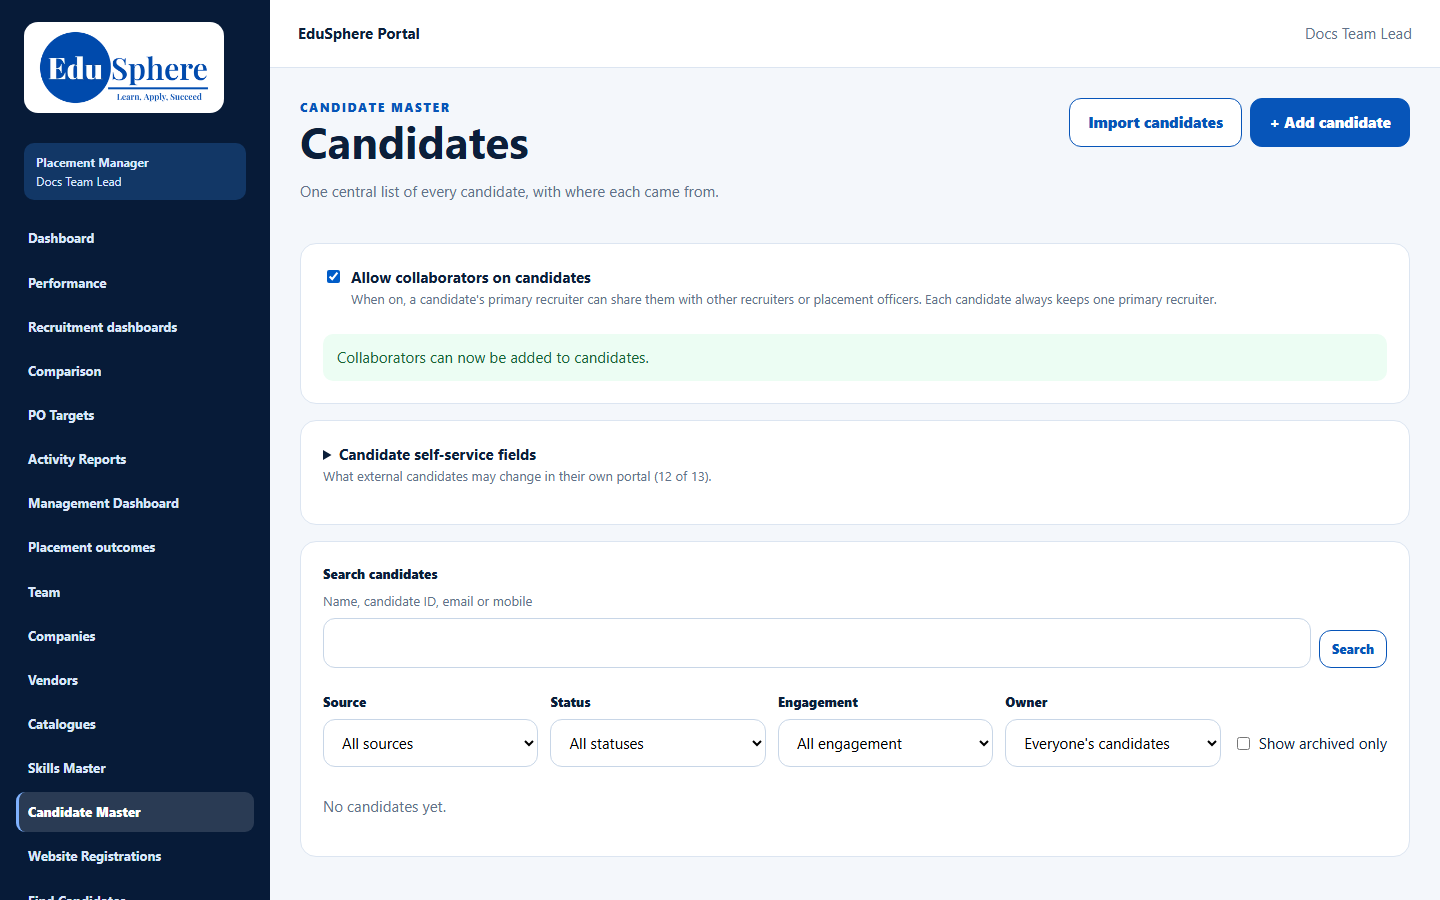 EduSphere
Learn. Apply, Succeed
Placement Manager
Docs Team Lead
Dashboard
Performance
Recruitment dashboards
Comparison
PO Targets
Activity Reports
Management Dashboard
Placement outcomes
Team
Companies
Vendors
Catalogues
Skills Master
Candidate Master
Website Registrations
Find Candidates
EduSphere Portal
Docs Team Lead
CANDIDATE MASTER
Candidates
One central list of every candidate, with where each came from.
Import candidates
+ Add candidate
Allow collaborators on candidates
When on, a candidate's primary recruiter can share them with other recruiters or placement officers. Each candidate always keeps one primary recruiter.
Collaborators can now be added to candidates.
Candidate self-service fields
What external candidates may change in their own portal (12 of 13).
Search candidates
Name, candidate ID, email or mobile
Search
Source
Status
Engagement
Owner
All sources
All statuses
All engagement
Everyone's candidates
Show archived only
No candidates yet.